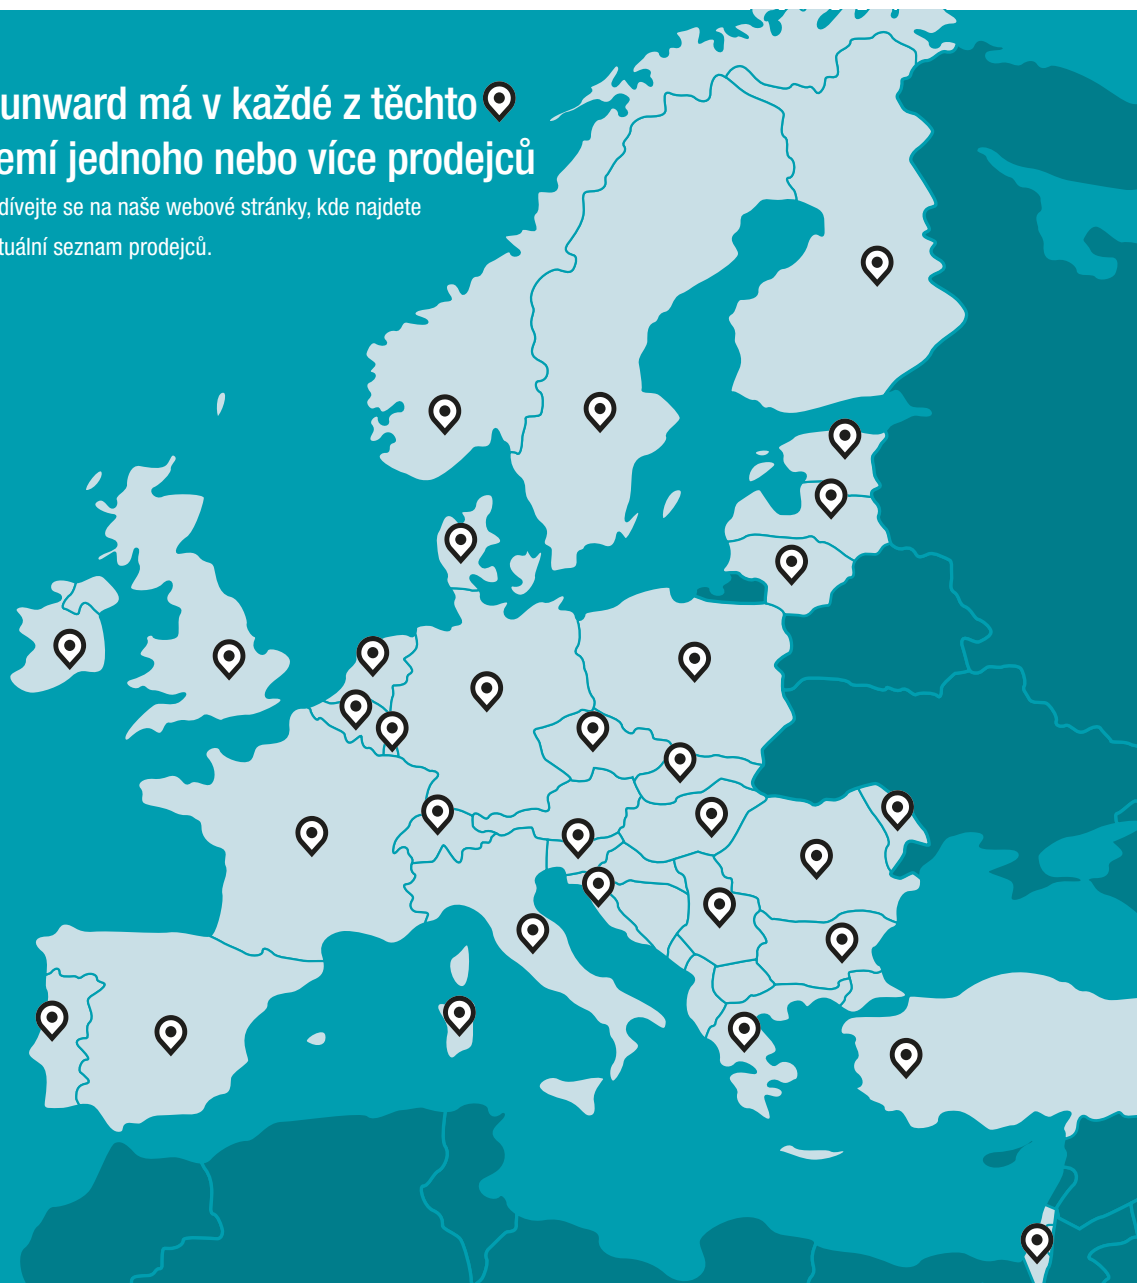 unward má v každé z těchto
emí jednoho nebo více prodejců
dívejte se na naše webové stránky, kde najdete
tuální seznam prodejců.